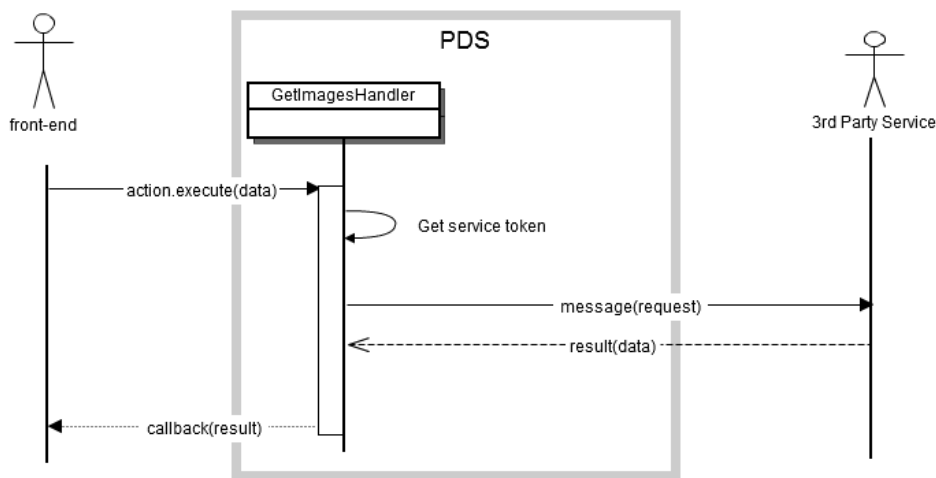 PDS
GetImagesHandler
front-end
3rd Party Service
action.execute(data)
Get service token
message(request)
result(data)
callback(result)